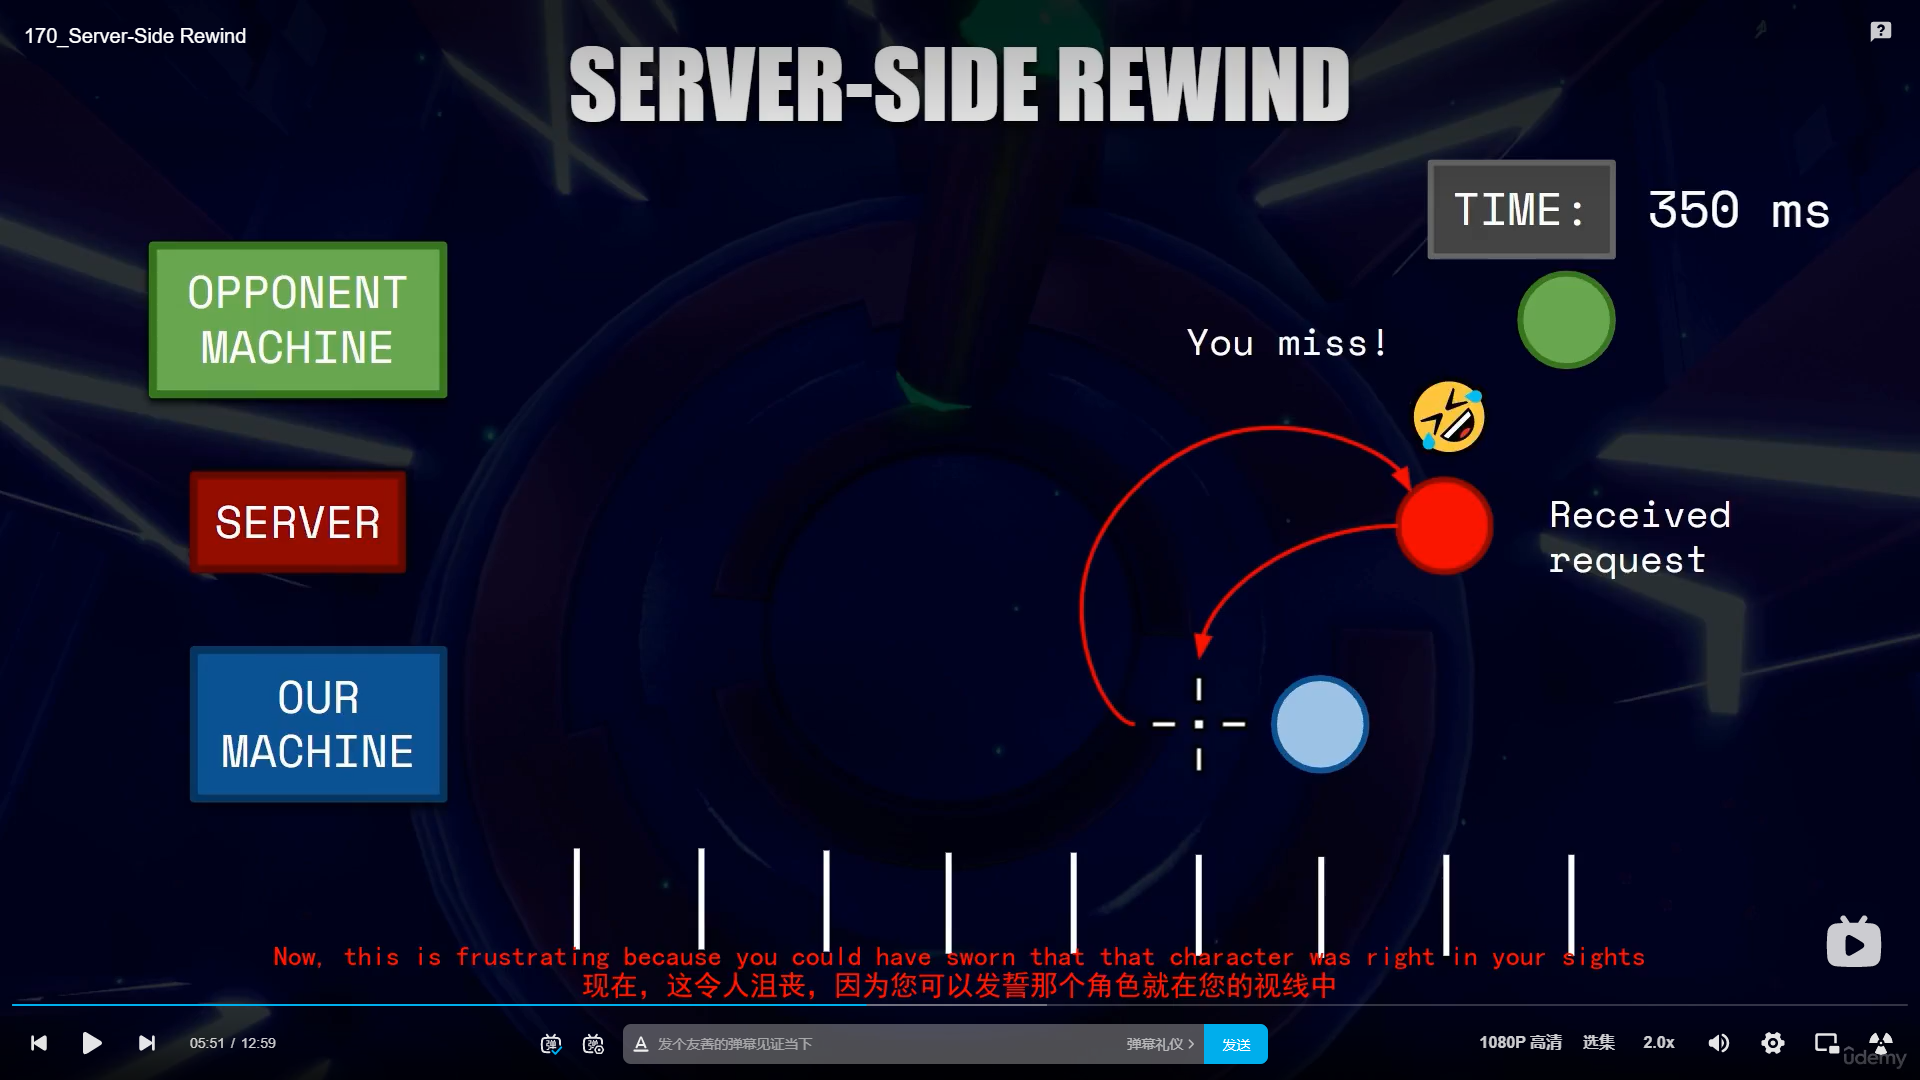 170_Server-Side Rewind
SERVER-SIDE REWIND
TIME: 350 ms
OPPONENT
MACHINE
You miss!
SERVER
Received
request
OUR
MACHINE
Now, this is frustrating because you could have sworn that that character was right in your sights
现在，这令人沮丧，因为您可以发誓那个角色就在您的视线中
05:51 / 12:59
弹
弹
A 发个友善的弹幕见证当下
弹幕礼仪 >
发送
1080P 高清
选集
2.0x
ûdemy